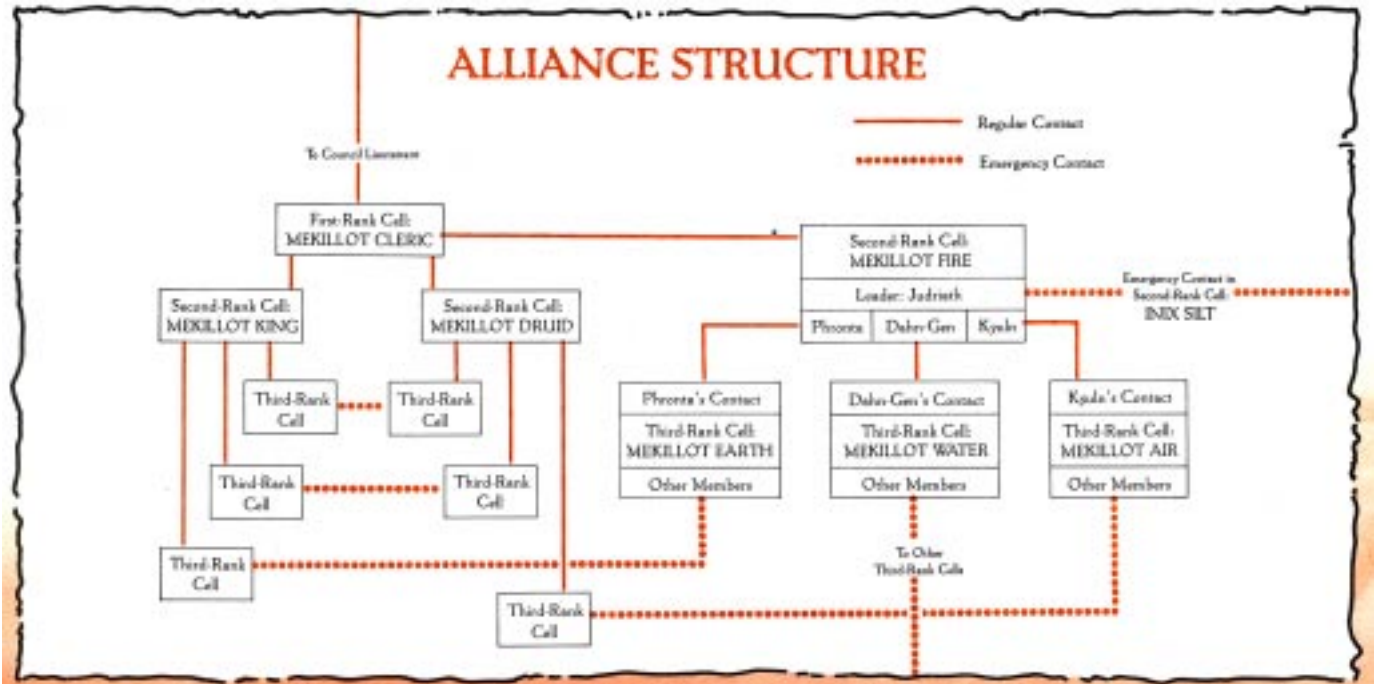 ALLIANCE STRUCTURE
Regular Contact
Emergency Contact
To Council Lieutenant
First-Rank Cell:
MEKILLOT CLERIC
Second-Rank Cell:
MEKILLOT FIRE
Leader: Judrieth
Phronta Dahn-Gen Kyuln
Emergency Contact in
Second-Rank Cell:
INIX SILT
Second-Rank Cell:
MEKILLOT KING
Second-Rank Cell:
MEKILLOT DRUID
Third-Rank
Cell
Third-Rank
Cell
Phronta's Contact
Third-Rank Cell:
MEKILLOT EARTH
Other Members
Dahn-Gen's Contact
Third-Rank Cell:
MEKILLOT WATER
Other Members
Kyuln's Contact
Third-Rank Cell:
MEKILLOT AIR
Other Members
Third-Rank
Cell
Third-Rank
Cell
Third-Rank
Cell
To Other
Third-Rank Cells
Third-Rank
Cell